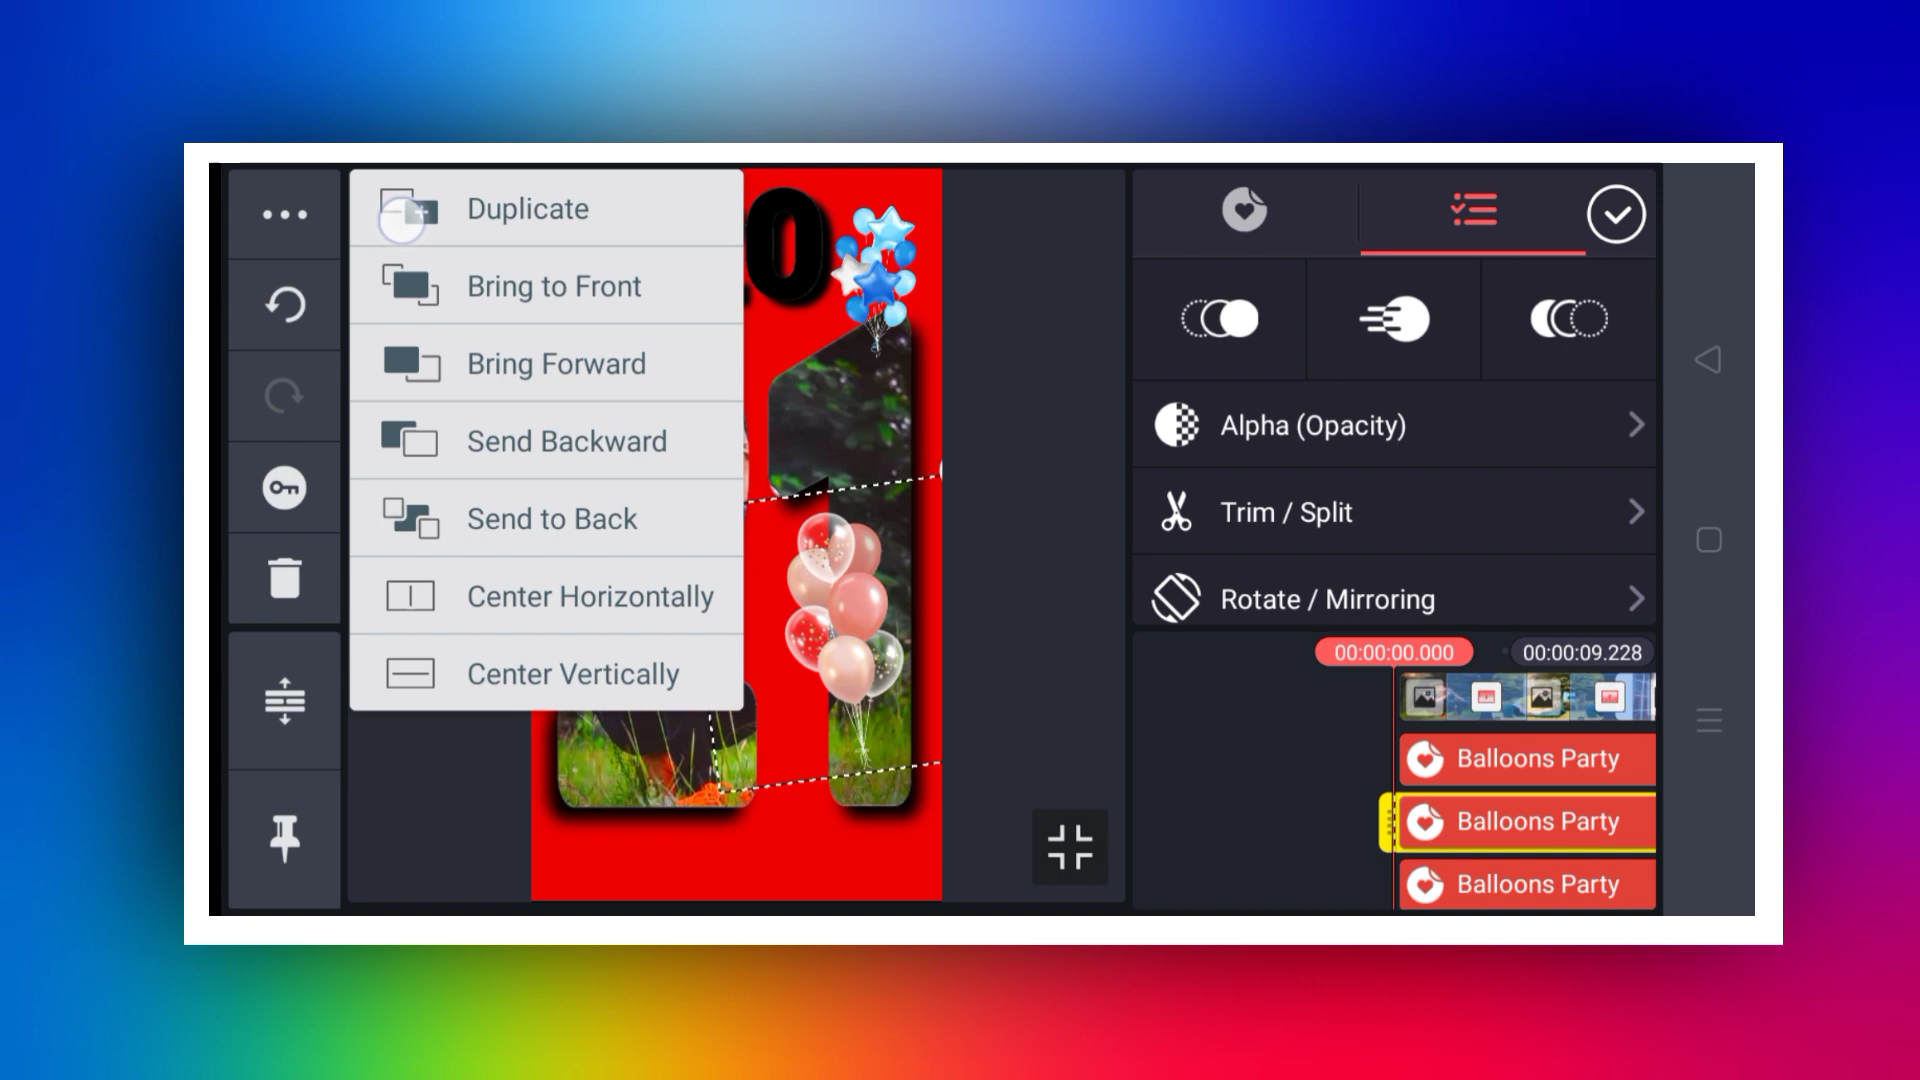 Duplicate
Bring to Front
Bring Forward
Send Backward
Send to Back
Center Horizontally
Center Vertically
0
Alpha (Opacity)
Trim / Split
Rotate / Mirroring
00:00:00.000
00:00:09.228
Balloons Party
Balloons Party
Balloons Party